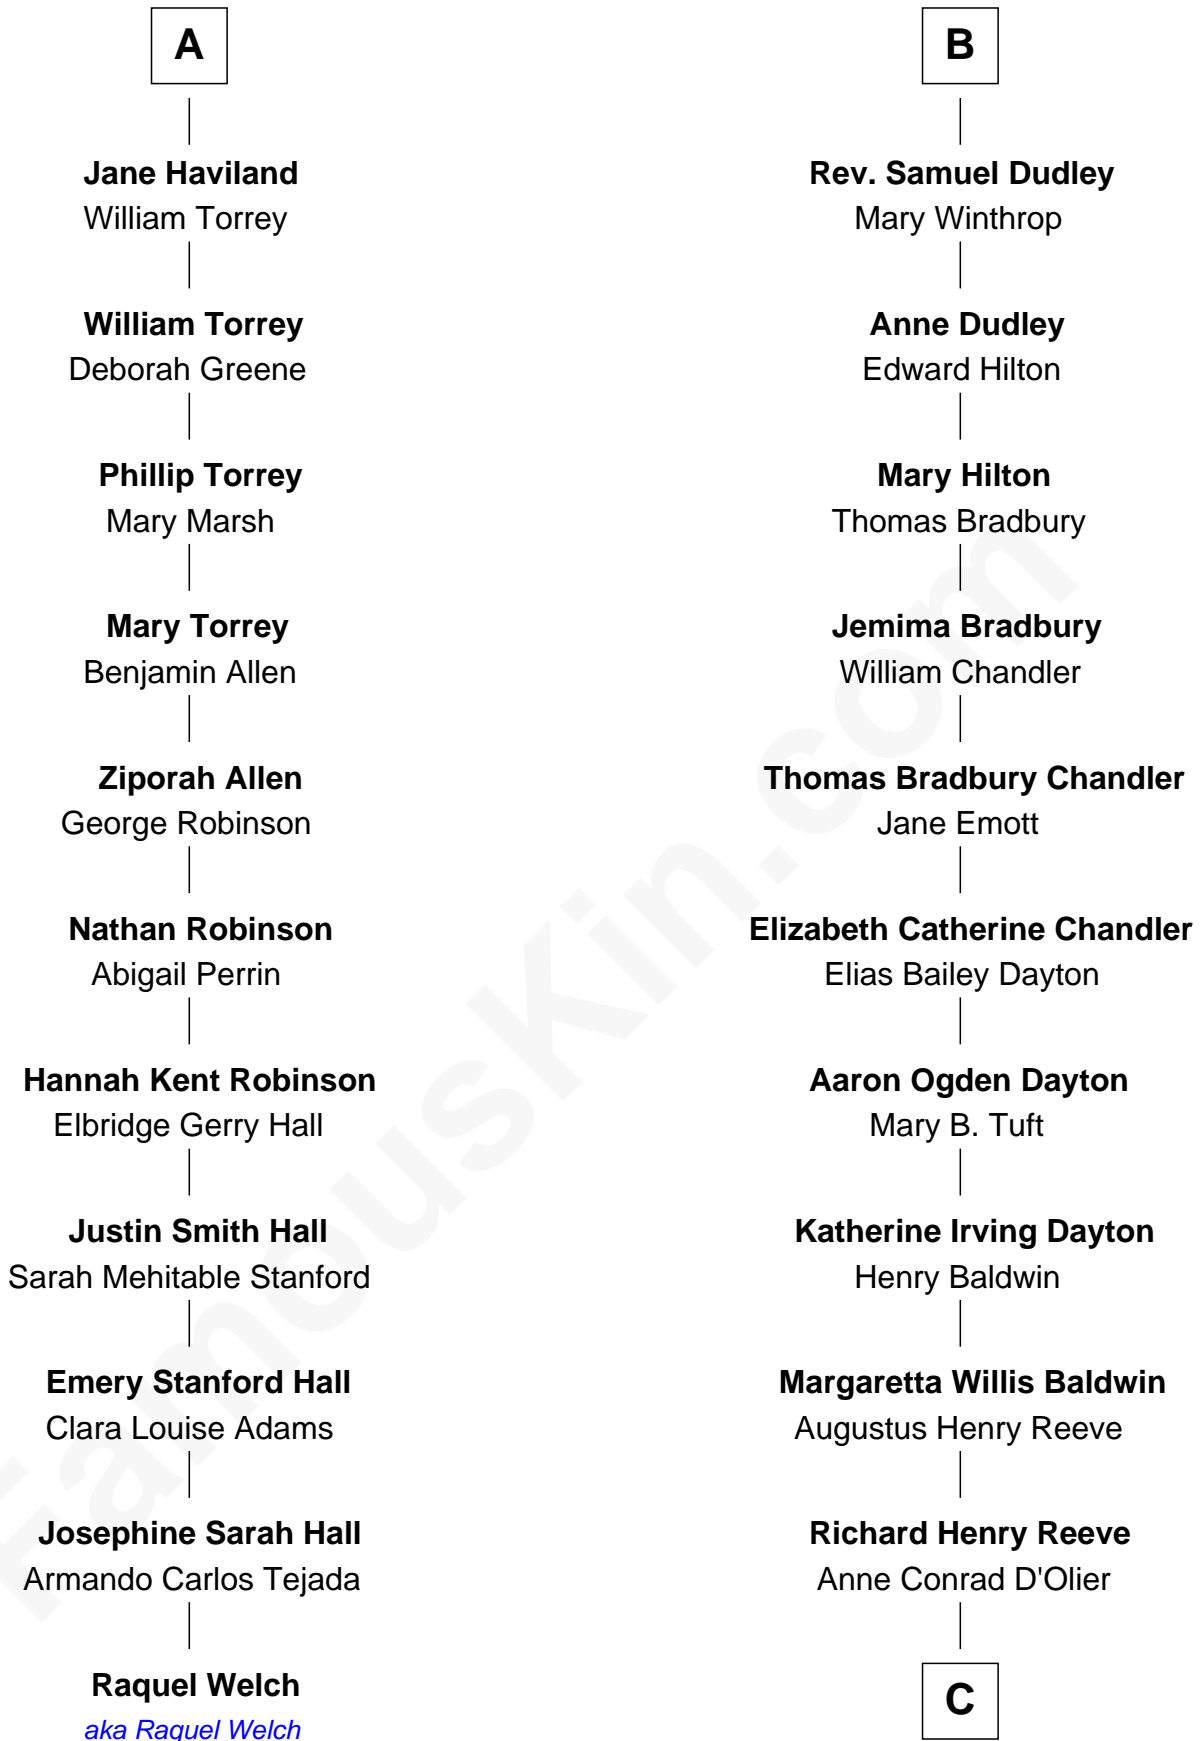 A
Jane Haviland
William Torrey
William Torrey
Deborah Greene
Phillip Torrey
Mary Marsh
Mary Torrey
Benjamin Allen
Ziporah Allen
George Robinson
Nathan Robinson
Abigail Perrin
Hannah Kent Robinson
Elbridge Gerry Hall
Justin Smith Hall
Sarah Mehitable Stanford
Emery Stanford Hall
Clara Louise Adams
Josephine Sarah Hall
Armando Carlos Tejada
Raquel Welch
aka Raquel Welch
B
Rev. Samuel Dudley
Mary Winthrop
Anne Dudley
Edward Hilton
Mary Hilton
Thomas Bradbury
Jemima Bradbury
William Chandler
Thomas Bradbury Chandler
Jane Emott
Elizabeth Catherine Chandler
Elias Bailey Dayton
Aaron Ogden Dayton
Mary B. Tuft
Katherine Irving Dayton
Henry Baldwin
Margaretta Willis Baldwin
Augustus Henry Reeve
Richard Henry Reeve
Anne Conrad D'Olier
C
FamousKin.com